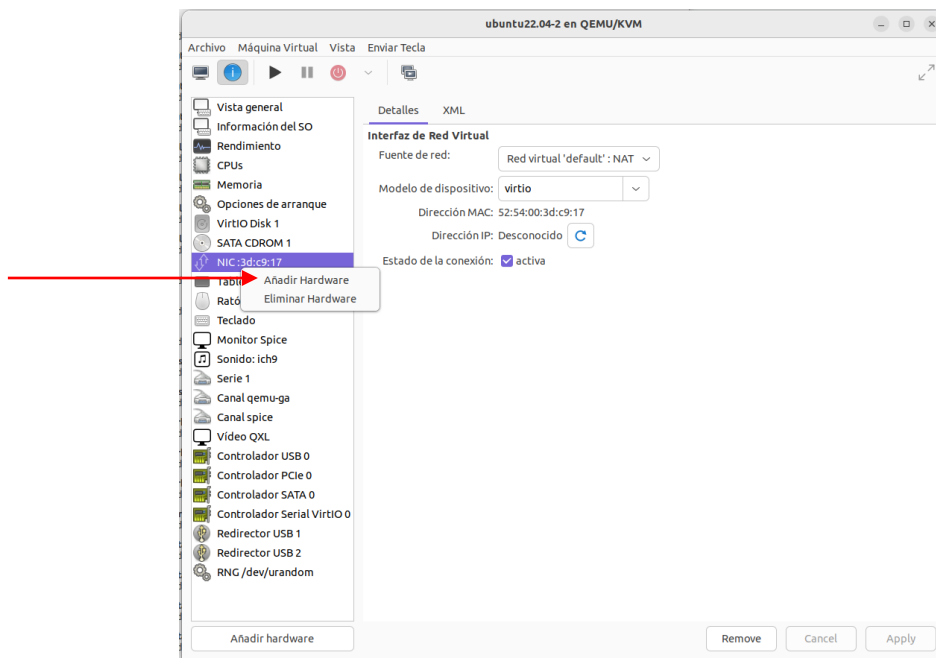 ubuntu22.04-2 en QEMU/KVM
Archivo Máquina Virtual Vista Enviar Tecla
Vista general
Información del SO
Rendimiento
CPUs
Memoria
Opciones de arranque
VirtIO Disk 1
SATA CDROM 1
NIC :3d:c9:17
Añadir Hardware
Eliminar Hardware
Teclado
Monitor Spice
Sonido: ich9
Serie 1
Canal qemu-ga
Canal spice
Vídeo QXL
Controlador USB 0
Controlador PCIe 0
Controlador SATA 0
Controlador Serial VirtIO 0
Redirector USB 1
Redirector USB 2
RNG /dev/urandom
Añadir hardware
Detalles XML
Interfaz de Red Virtual
Fuente de red: Red virtual 'default' : NAT
Modelo de dispositivo: virtio
Dirección MAC: 52:54:00:3d:c9:17
Dirección IP: Desconocido
Estado de la conexión: activa
Remove Cancel Apply